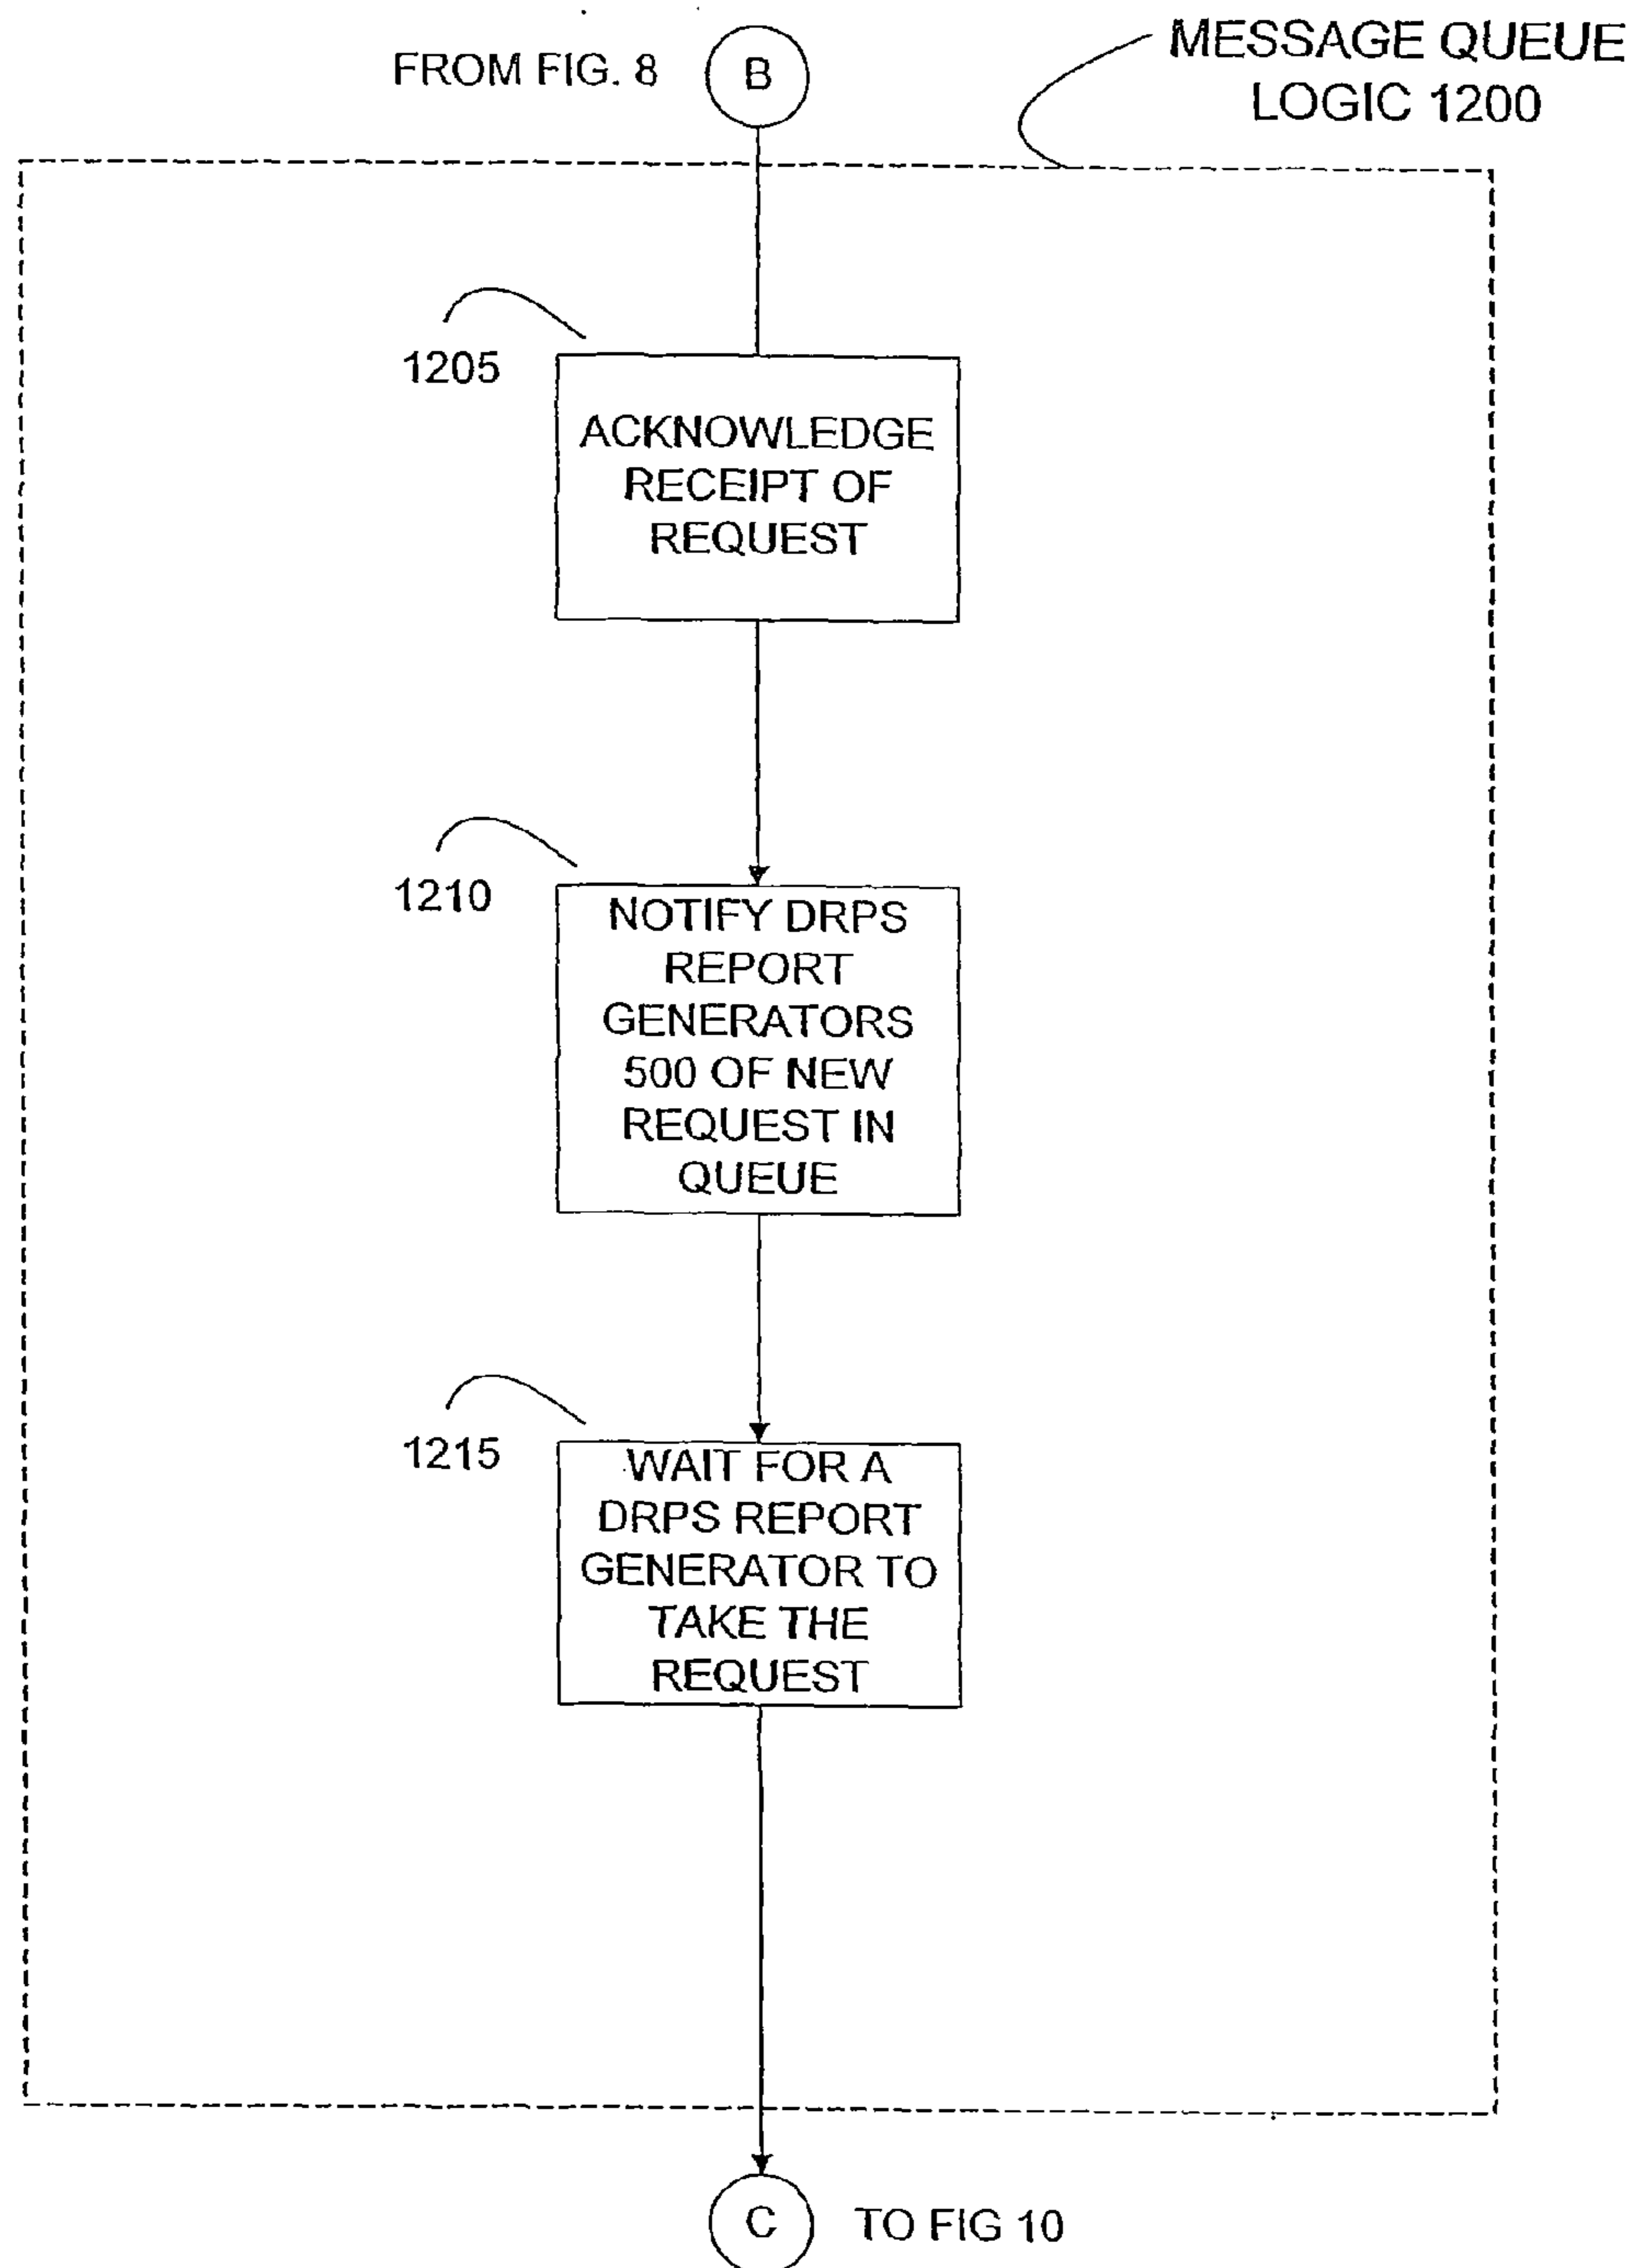 FROM FIG. 8
B
MESSAGE QUEUE
LOGIC 1200
1205
ACKNOWLEDGE
RECEIPT OF
REQUEST
1210
NOTIFY DRPS
REPORT
GENERATORS
500 OF NEW
REQUEST IN
QUEUE
1215
WAIT FOR A
DRPS REPORT
GENERATOR TO
TAKE THE
REQUEST
C
TO FIG 10